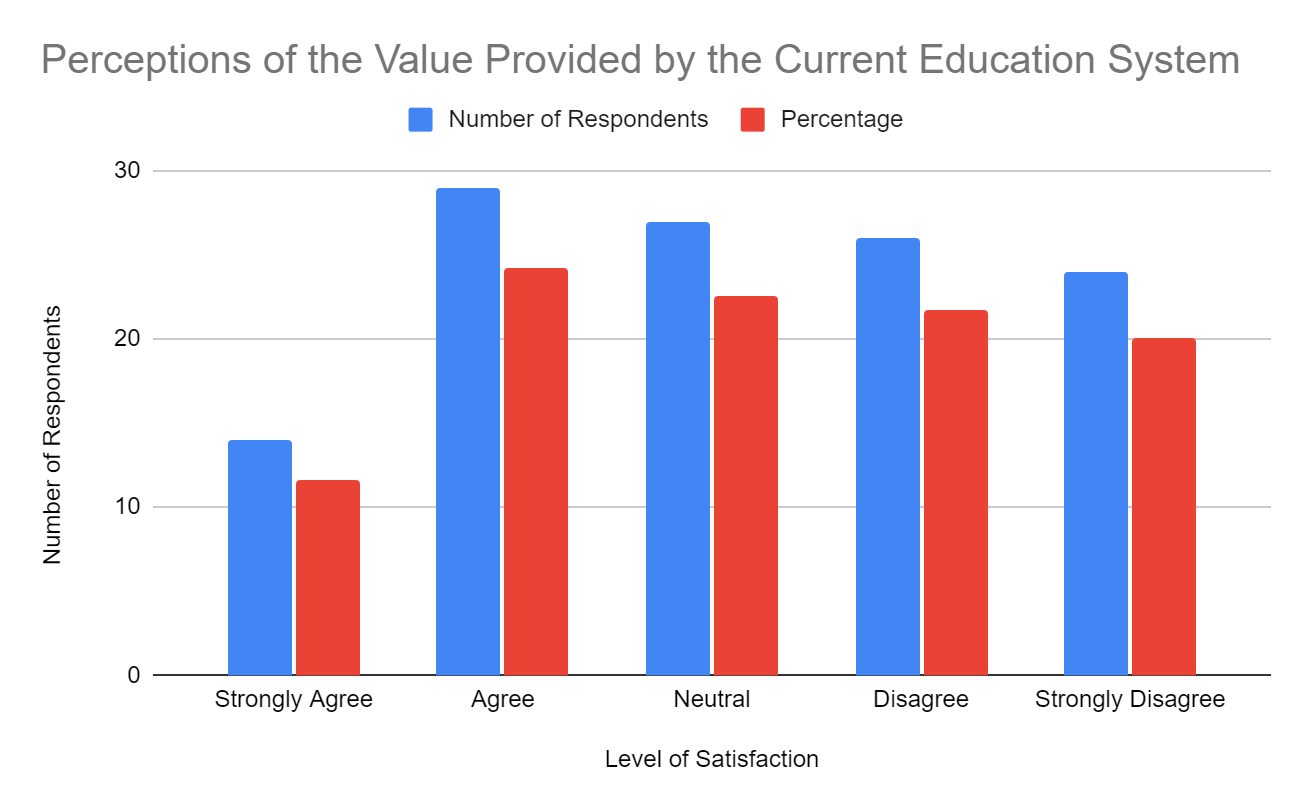 Perceptions of the Value Provided by the Current Education System
Number of Respondents Percentage
30
20
10
0
Number of Respondents
Strongly Agree Agree Neutral Disagree Strongly Disagree
Level of Satisfaction